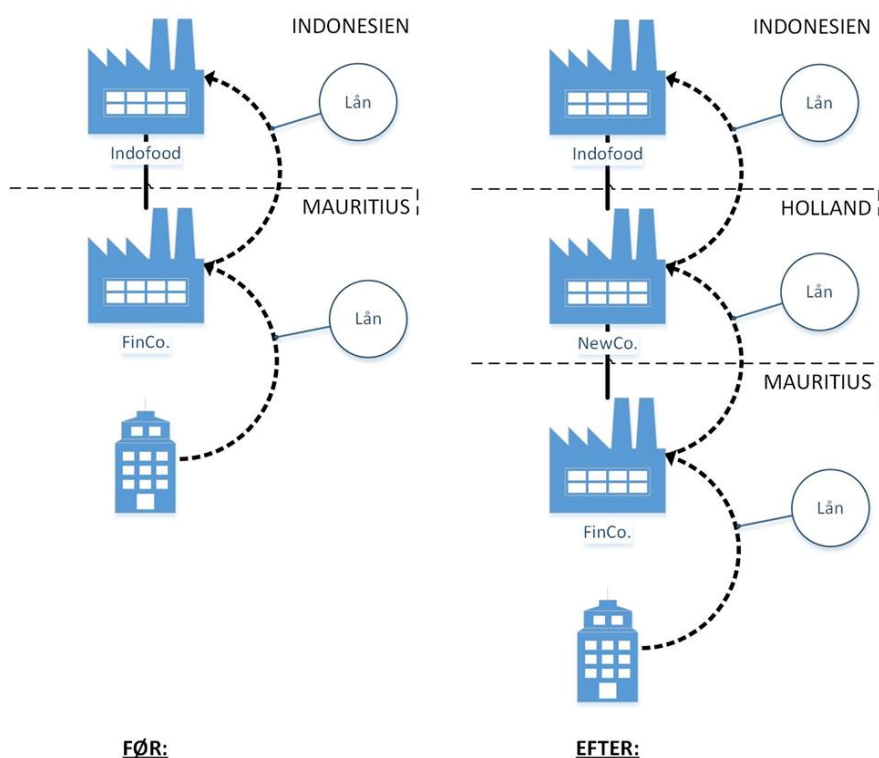 INDONESIEN
Lån
Indofood
MAURITIUS
Lån
FinCo.
FØR:
INDONESIEN
Lån
Indofood
HOLLAND
Lån
NewCo.
MAURITIUS
Lån
FinCo.
EFTER: